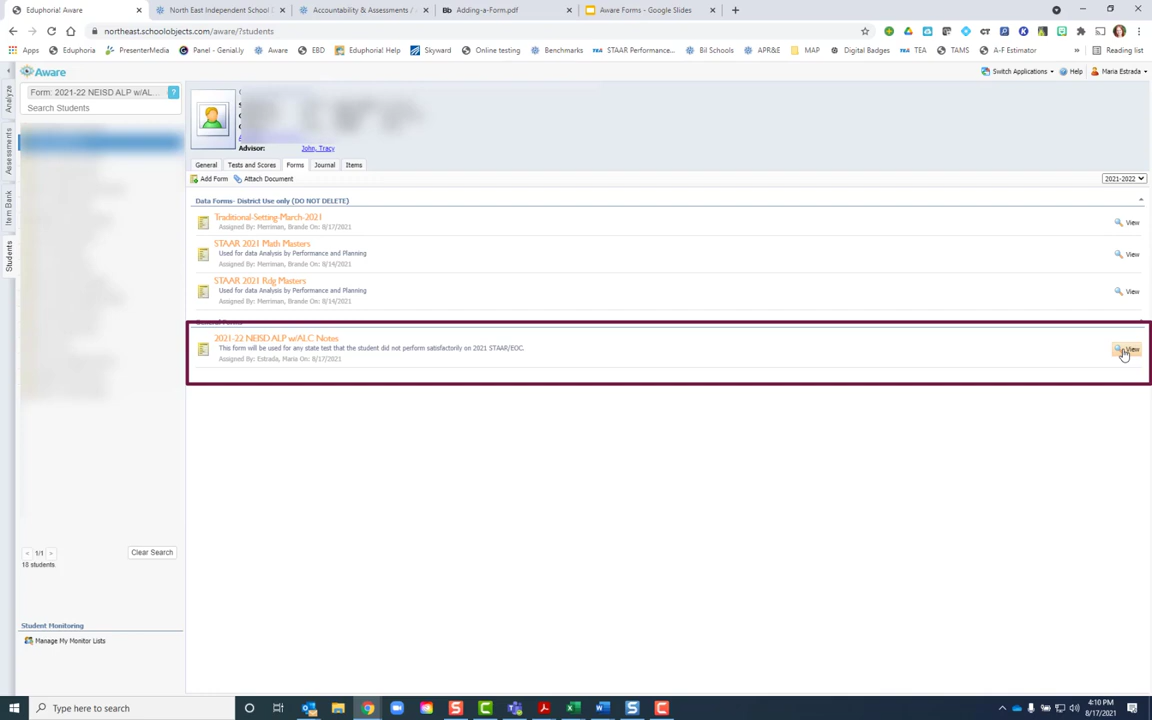 Eduphoria! Aware
North East Independent School D
Accountability & Assessments /
Bb Adding-a-Form.pdf
Aware Forms - Google Slides
northeast.schoolobjects.com/aware/?students
Apps Eduphoria PresenterMedia Panel - Genial.ly Aware EBD Eduphoria! Help Skyward Online testing Benchmarks STAAR Performance... Bil Schools APR&E MAP Digital Badges TEA TAMS A-F Estimator » Reading list
Aware Switch Applications Help Maria Estrada
Analyze
Assessments
Item Bank
Students
Form: 2021-22 NEISD ALP w/AL... ?
Search Students
Advisor: John, Tracy
General Tests and Scores Forms Journal Items
Add Form Attach Document 2021-2022
Data Forms- District Use only (DO NOT DELETE)
Traditional-Setting-March-2021
Assigned By: Merriman, Brande On: 8/17/2021
View
STAAR 2021 Math Masters
Used for data Analysis by Performance and Planning
Assigned By: Merriman, Brande On: 8/14/2021
View
STAAR 2021 Rdg Masters
Used for data Analysis by Performance and Planning
Assigned By: Merriman, Brande On: 8/14/2021
View
General Forms
2021-22 NEISD ALP w/ALC Notes
This form will be used for any state test that the student did not perform satisfactorily on 2021 STAAR/EOC.
Assigned By: Estrada, Maria On: 8/17/2021
View
< 1/1 > Clear Search
18 students
Student Monitoring
Manage My Monitor Lists
Type here to search
4:10 PM
8/17/2021